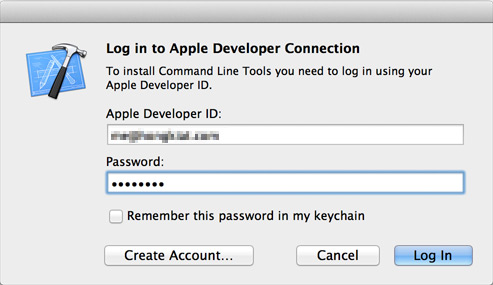 Log in to Apple Developer Connection
To install Command Line Tools you need to log in using your
Apple Developer ID.
Apple Developer ID:
Password:
••••••••
Remember this password in my keychain
Create Account...
Cancel
Log In